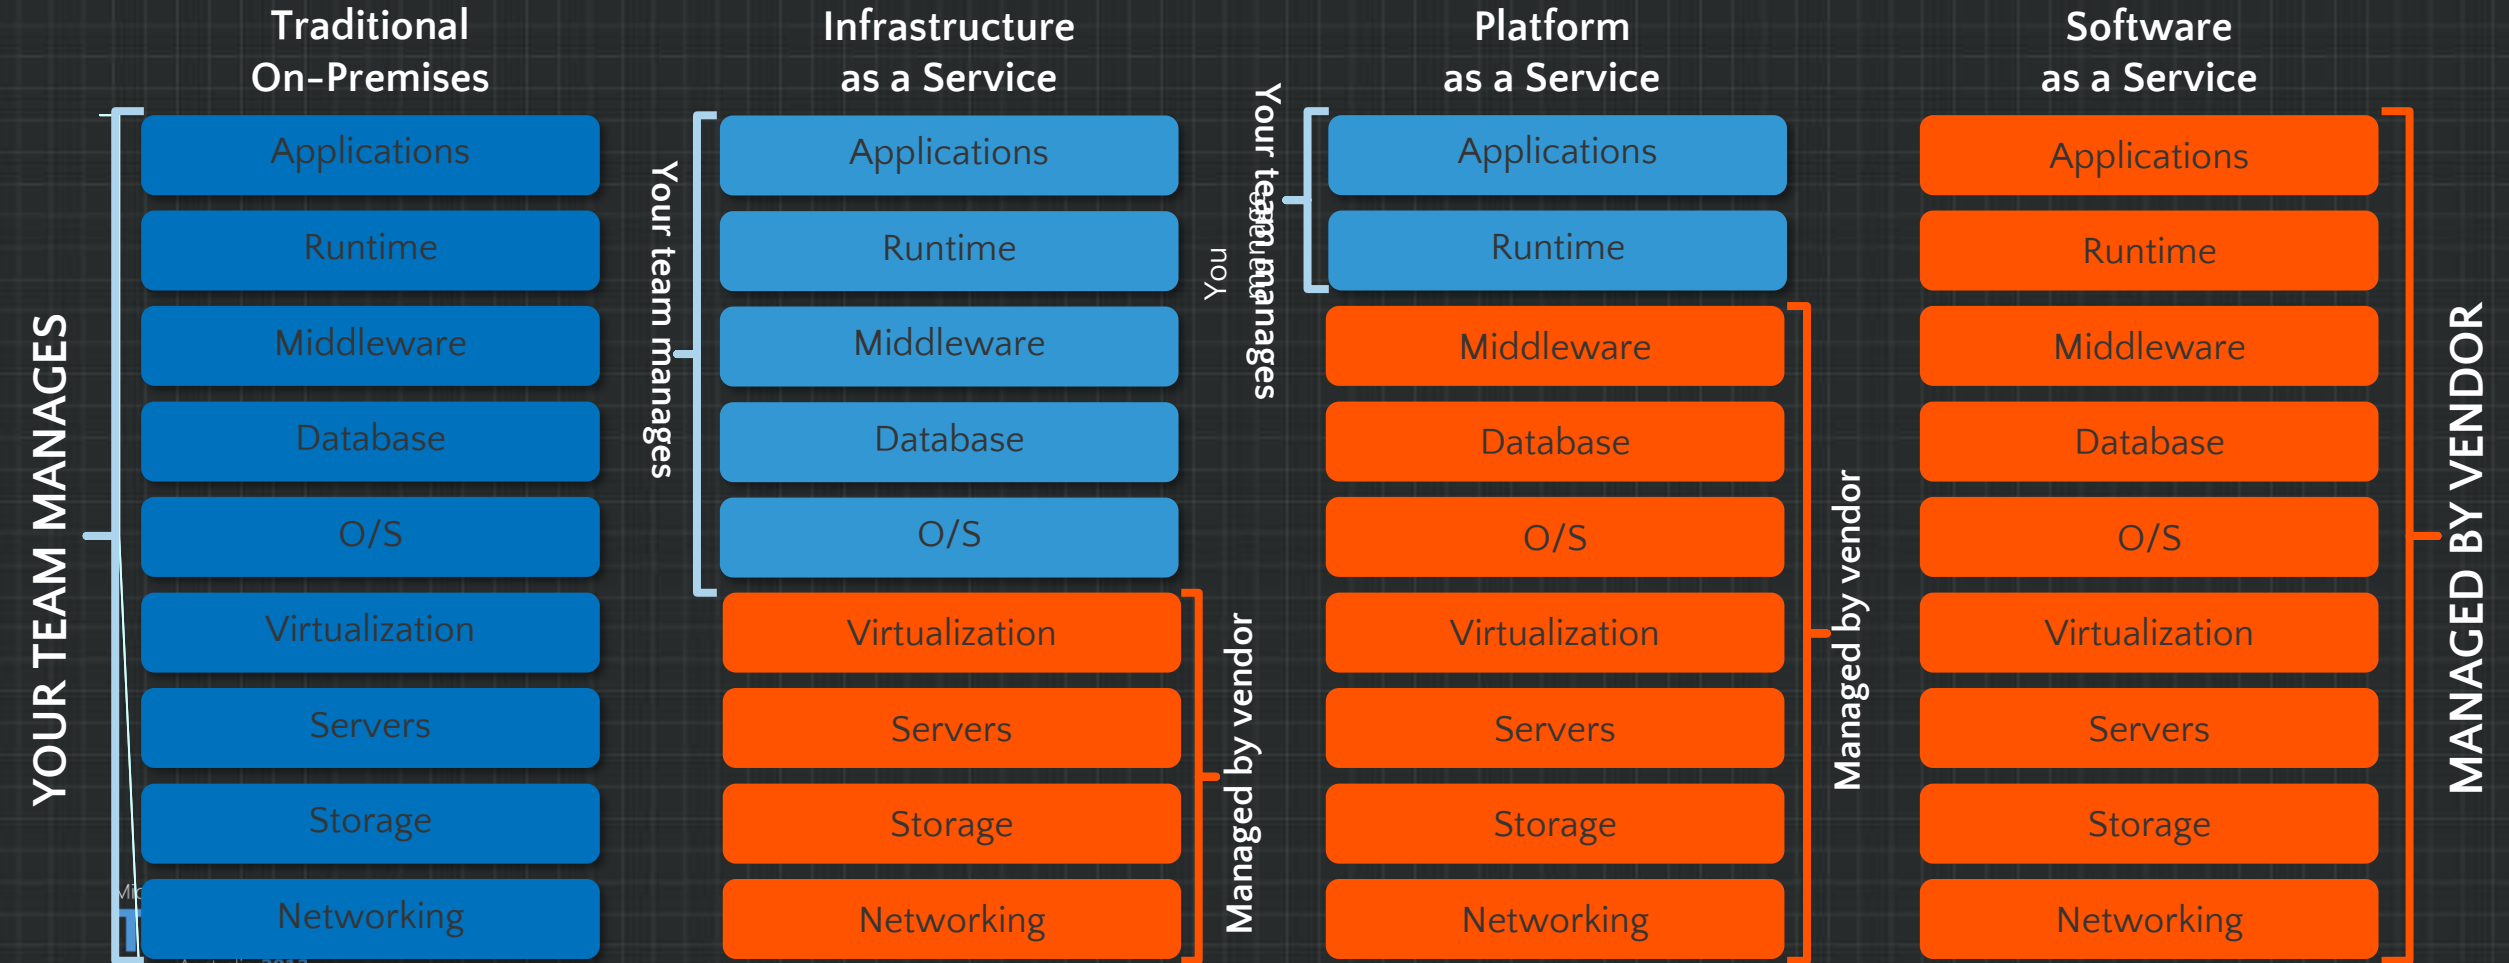 Traditional
On-Premises
Infrastructure
as a Service
Platform
as a Service
Software
as a Service
YOUR TEAM MANAGES
Applications
Runtime
Middleware
Database
O/S
Virtualization
Servers
Storage
Networking
Your team manages
Applications
Runtime
Middleware
Database
O/S
Virtualization
Servers
Storage
Networking
Managed by vendor
You
manage
Your team manages
Applications
Runtime
Middleware
Database
O/S
Virtualization
Servers
Storage
Networking
Managed by vendor
Applications
Runtime
Middleware
Database
O/S
Virtualization
Servers
Storage
Networking
MANAGED BY VENDOR